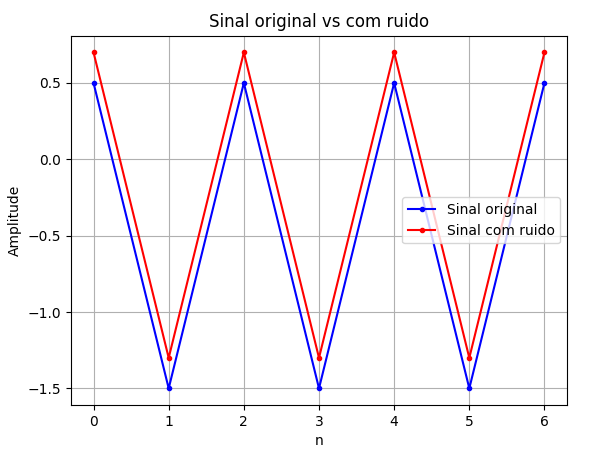 Sinal original vs com ruido
Amplitude
0.5
0.0
−0.5
−1.0
−1.5
Sinal original
Sinal com ruido
0 1 2 3 4 5 6
n